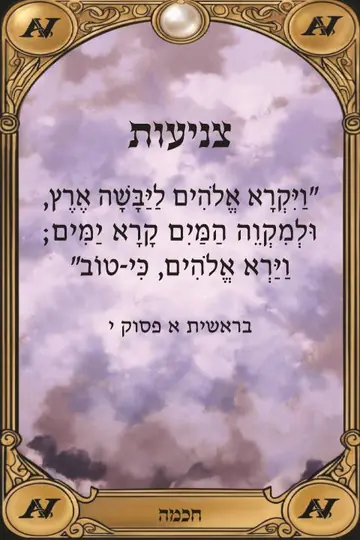 צניעות
"וַיִּקְרָא אֱלֹהִים לַיַּבָּשָׁה אֶרֶץ,
וּלְמִקְוֵה הַמַּיִם קָרָא יַמִּים;
וַיַּרְא אֱלֹהִים, כִּי-טוֹב"
בראשית א פסוק י
חכמה